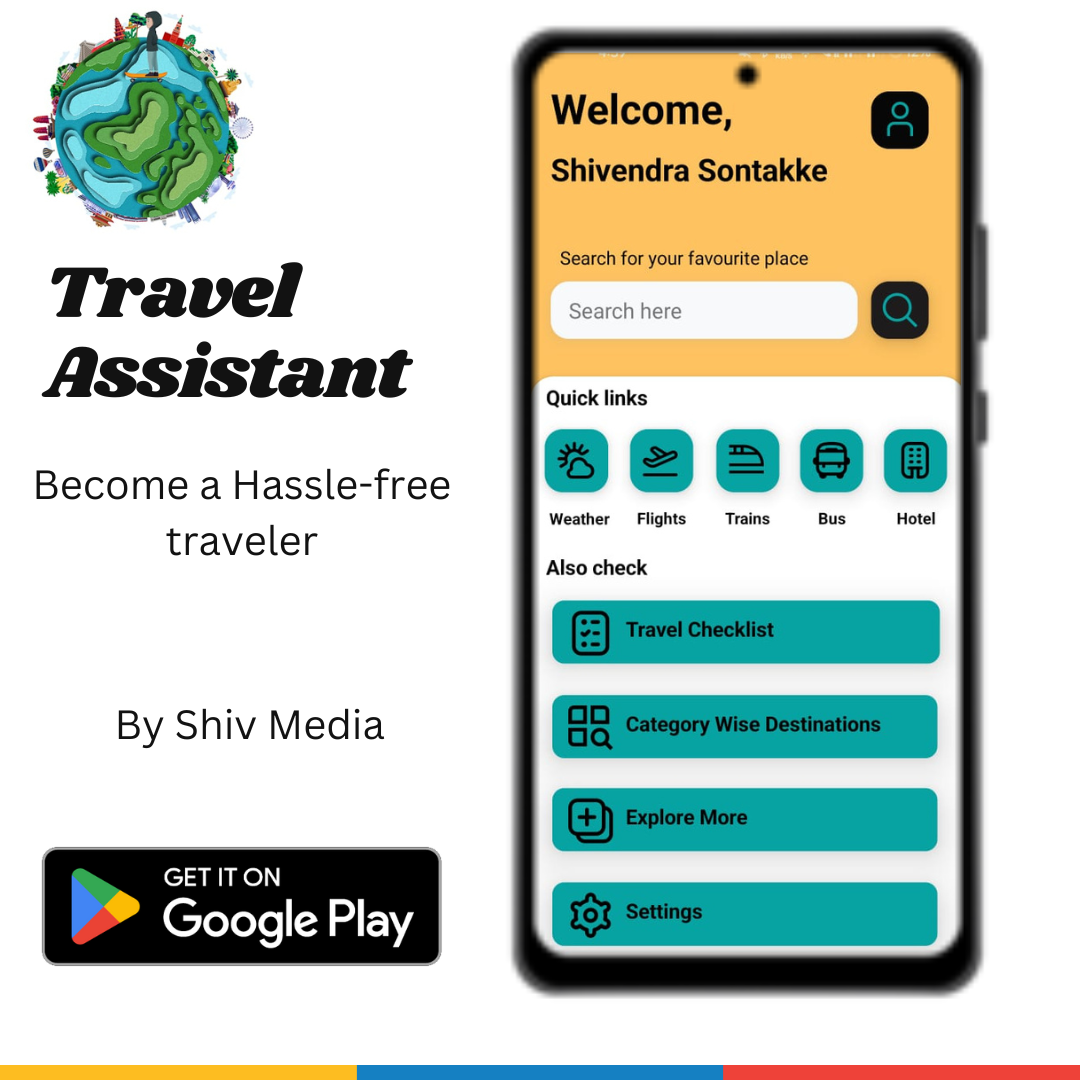 Travel
Assistant
Become a Hassle-free
traveler
By Shiv Media
GET IT ON
Google Play
Welcome,
Shivendra Sontakke
Search for your favourite place
Search here
Quick links
Weather Flights Trains Bus Hotel
Also check
Travel Checklist
Category Wise Destinations
Explore More
Settings